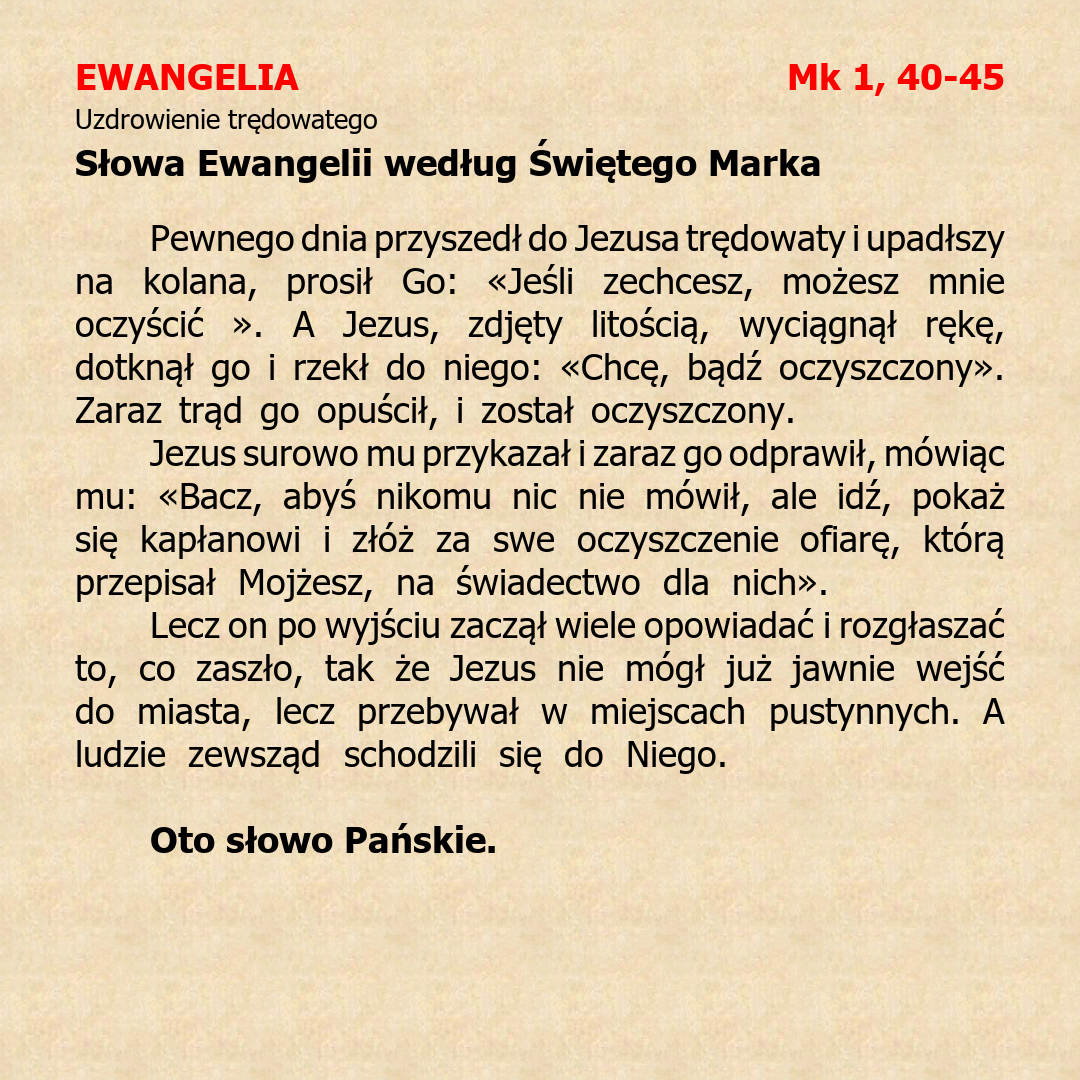 EWANGELIA Mk 1, 40-45
Uzdrowienie trędowatego
Słowa Ewangelii według Świętego Marka
Pewnego dnia przyszedł do Jezusa trędowaty i upadłszy
na kolana, prosił Go: «Jeśli zechcesz, możesz mnie
oczyścić ». A Jezus, zdjęty litością, wyciągnął rękę,
dotknął go i rzekł do niego: «Chcę, bądź oczyszczony».
Zaraz trąd go opuścił, i został oczyszczony.
Jezus surowo mu przykazał i zaraz go odprawił, mówiąc
mu: «Bacz, abyś nikomu nic nie mówił, ale idź, pokaż
się kapłanowi i złóż za swe oczyszczenie ofiarę, którą
przepisał Mojżesz, na świadectwo dla nich».
Lecz on po wyjściu zaczął wiele opowiadać i rozgłaszać
to, co zaszło, tak że Jezus nie mógł już jawnie wejść
do miasta, lecz przebywał w miejscach pustynnych. A
ludzie zewsząd schodzili się do Niego.
Oto słowo Pańskie.